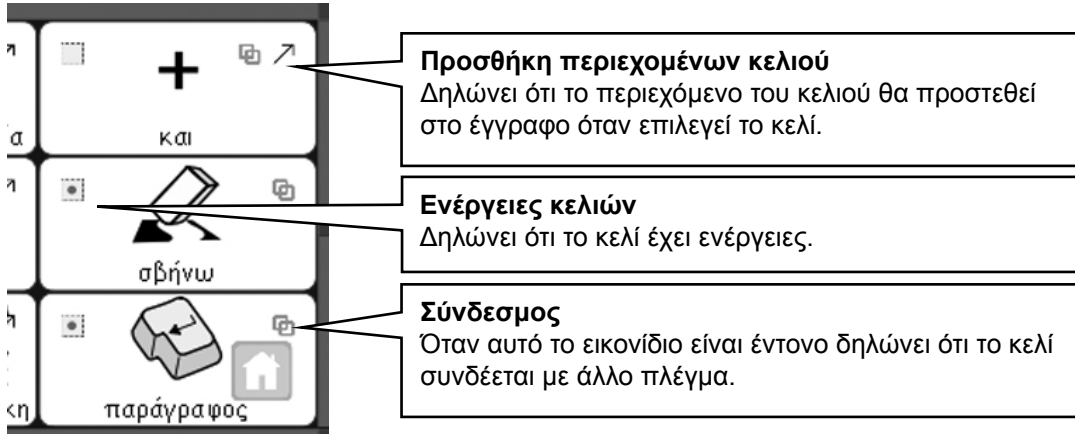 και
σβήνω
παράγραφος
Προσθήκη περιεχομένων κελιού
Δηλώνει ότι το περιεχόμενο του κελιού θα προστεθεί
στο έγγραφο όταν επιλεγεί το κελί.
Ενέργειες κελιών
Δηλώνει ότι το κελί έχει ενέργειες.
Σύνδεσμος
Όταν αυτό το εικονίδιο είναι έντονο δηλώνει ότι το κελί
συνδέεται με άλλο πλέγμα.